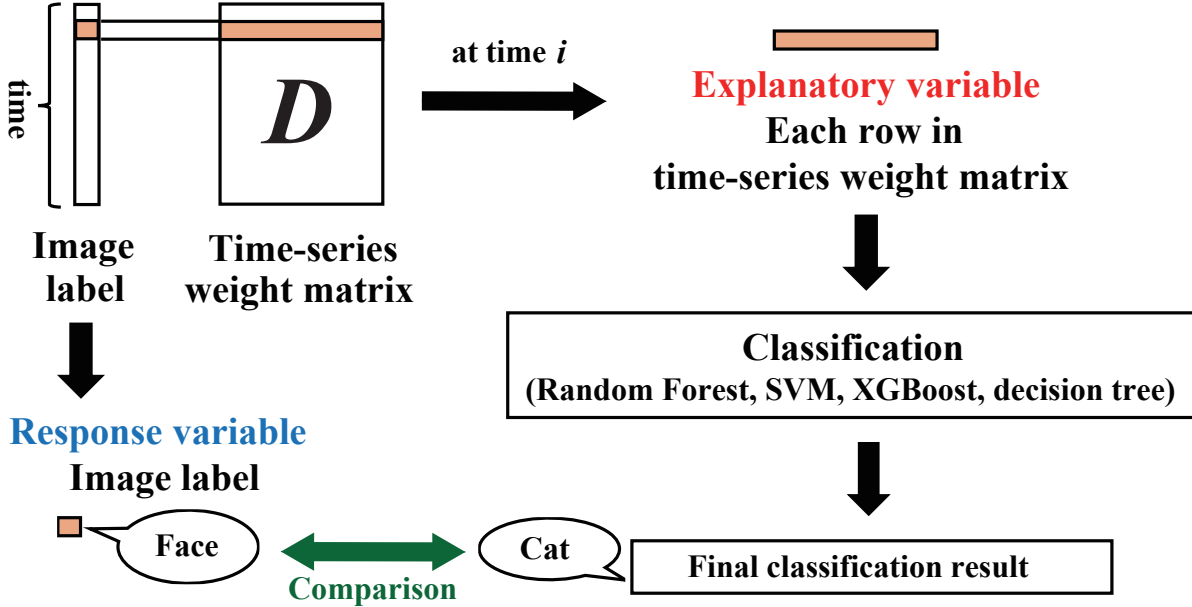 time
D
at time i
Image
label
Time-series
weight matrix
Explanatory variable
Each row in
time-series weight matrix
Classification
(Random Forest, SVM, XGBoost, decision tree)
Response variable
Image label
Face
Comparison
Cat
Final classification result